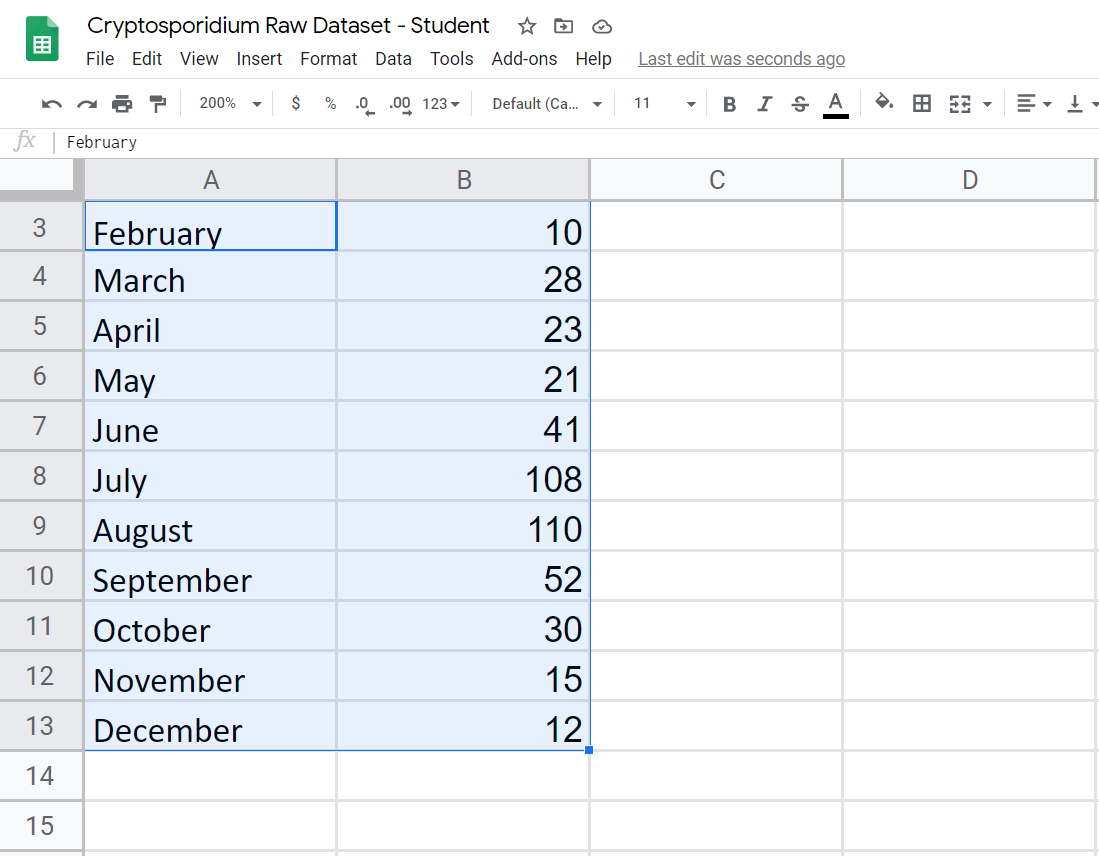 Cryptosporidium Raw Dataset - Student
File Edit View Insert Format Data Tools Add-ons Help Last edit was seconds ago
200% $ % .0 .00 123 Default (Ca... 11 B I S A
fx February
A B C D
3 February 10
4 March 28
5 April 23
6 May 21
7 June 41
8 July 108
9 August 110
10 September 52
11 October 30
12 November 15
13 December 12
14
15